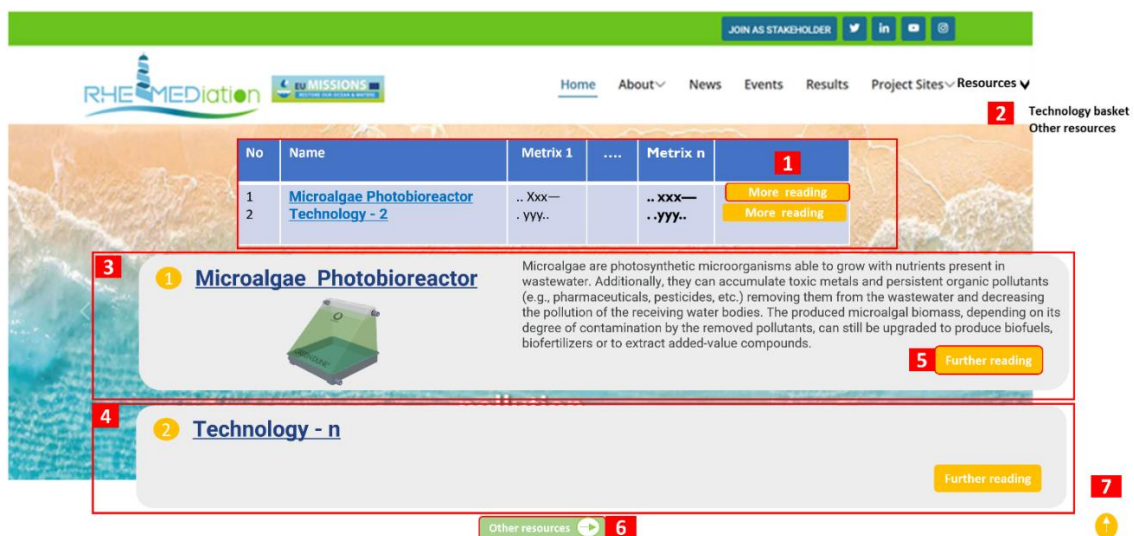 JOIN AS STAKEHOLDER
RHEMEDiation
EU MISSIONS
RESTORE OUR OCEAN & WATERS
Home About News Events Results Project Sites Resources
2 Technology basket
Other resources
No Name Metrix 1 .... Metrix n 1
1 Microalgae Photobioreactor .. Xxx— .. xxx— More reading
2 Technology - 2 . yyy.. . .yyy.. More reading
3
1 Microalgae Photobioreactor
Microalgae are photosynthetic microorganisms able to grow with nutrients present in
wastewater. Additionally, they can accumulate toxic metals and persistent organic pollutants
(e.g., pharmaceuticals, pesticides, etc.) removing them from the wastewater and decreasing
the pollution of the receiving water bodies. The produced microalgal biomass, depending on its
degree of contamination by the removed pollutants, can still be upgraded to produce biofuels,
biofertilizers or to extract added-value compounds.
5 Further reading
4
2 Technology - n
Further reading
7
Other resources 6